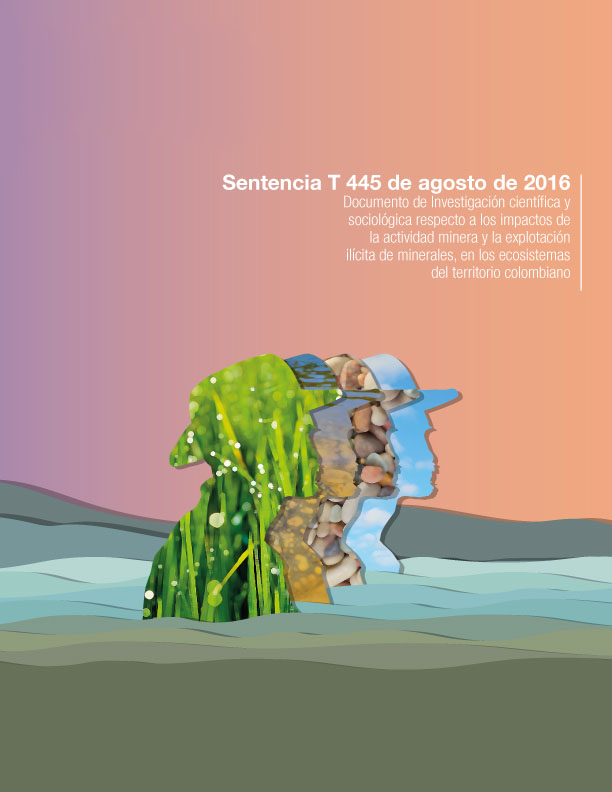 Sentencia T 445 de agosto de 2016
Documento de Investigación científica y
sociológica respecto a los impactos de
la actividad minera y la explotación
ilícita de minerales, en los ecosistemas
del territorio colombiano